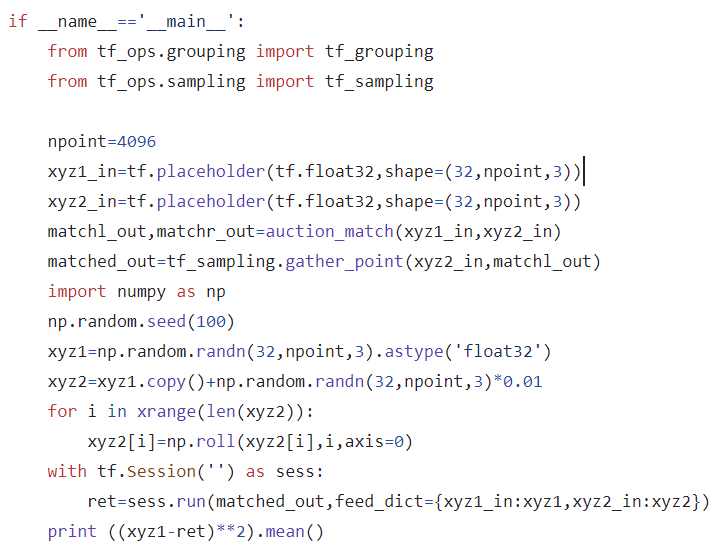 if __name__=='__main__':
    from tf_ops.grouping import tf_grouping
    from tf_ops.sampling import tf_sampling

    npoint=4096
    xyz1_in=tf.placeholder(tf.float32,shape=(32,npoint,3))
    xyz2_in=tf.placeholder(tf.float32,shape=(32,npoint,3))
    matchl_out,matchr_out=auction_match(xyz1_in,xyz2_in)
    matched_out=tf_sampling.gather_point(xyz2_in,matchl_out)
    import numpy as np
    np.random.seed(100)
    xyz1=np.random.randn(32,npoint,3).astype('float32')
    xyz2=xyz1.copy()+np.random.randn(32,npoint,3)*0.01
    for i in xrange(len(xyz2)):
        xyz2[i]=np.roll(xyz2[i],i,axis=0)
    with tf.Session('') as sess:
        ret=sess.run(matched_out,feed_dict={xyz1_in:xyz1,xyz2_in:xyz2})
    print ((xyz1-ret)**2).mean()